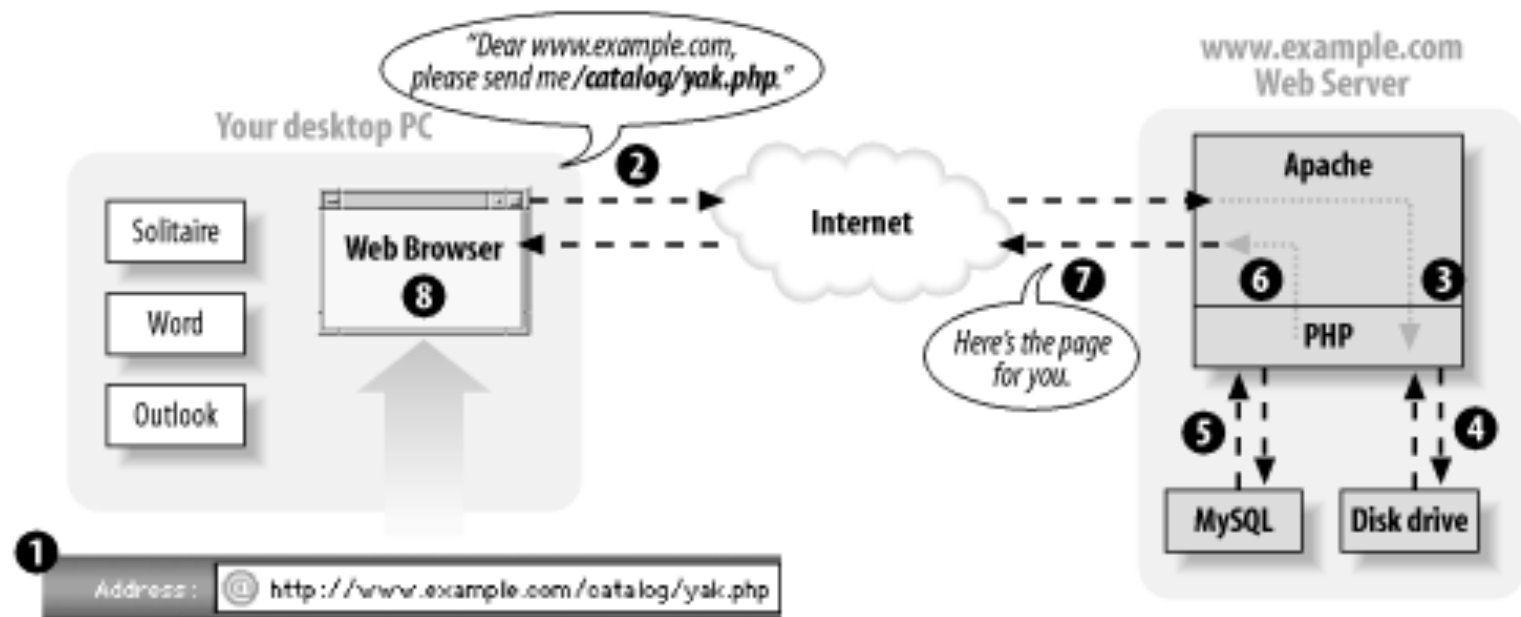 "Dear www.example.com,
please send me /catalog/yak.php."
www.example.com
Web Server
Your desktop PC
2
Apache
Solitaire
Web Browser
8
Internet
7
6
3
Word
Here's the page
for you.
PHP
Outlook
5
4
MySQL
Disk drive
1
Address: @ http://www.example.com/catalog/yak.php